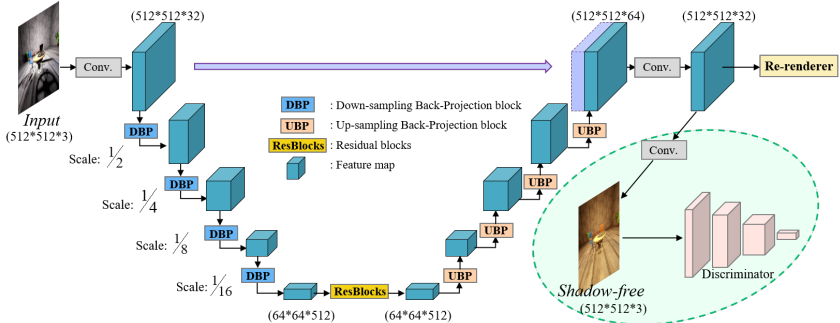 (512*512*32)
(512*512*64)
(512*512*32)
Conv.
Conv.
Re-renderer
Input
(512*512*3)
DBP
: Down-sampling Back-Projection block
UBP
: Up-sampling Back-Projection block
ResBlocks
: Residual blocks
: Feature map
DBP
Scale: 1/2
UBP
Conv.
DBP
Scale: 1/4
UBP
DBP
Scale: 1/8
UBP
DBP
Scale: 1/16
UBP
ResBlocks
(64*64*512)
(64*64*512)
Discriminator
Shadow-free
(512*512*3)